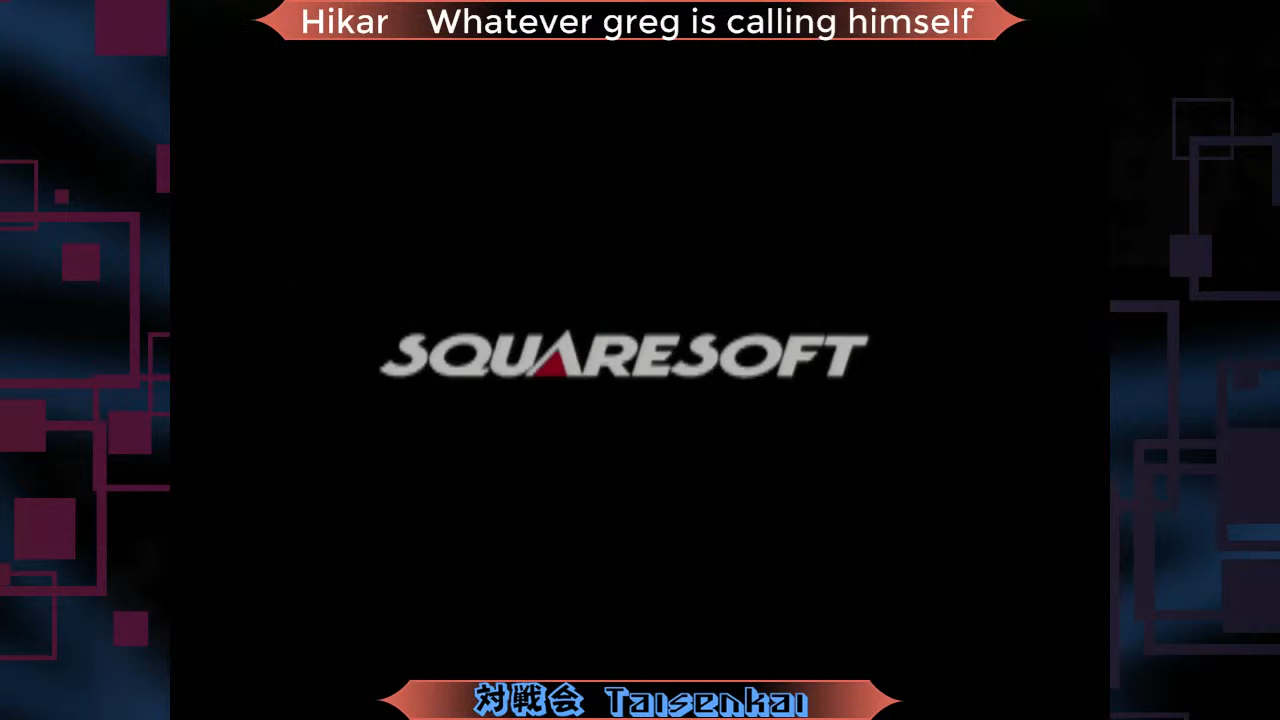 Hikar Whatever greg is calling himself
SQUARESOFT
対戦会 Taisenkai